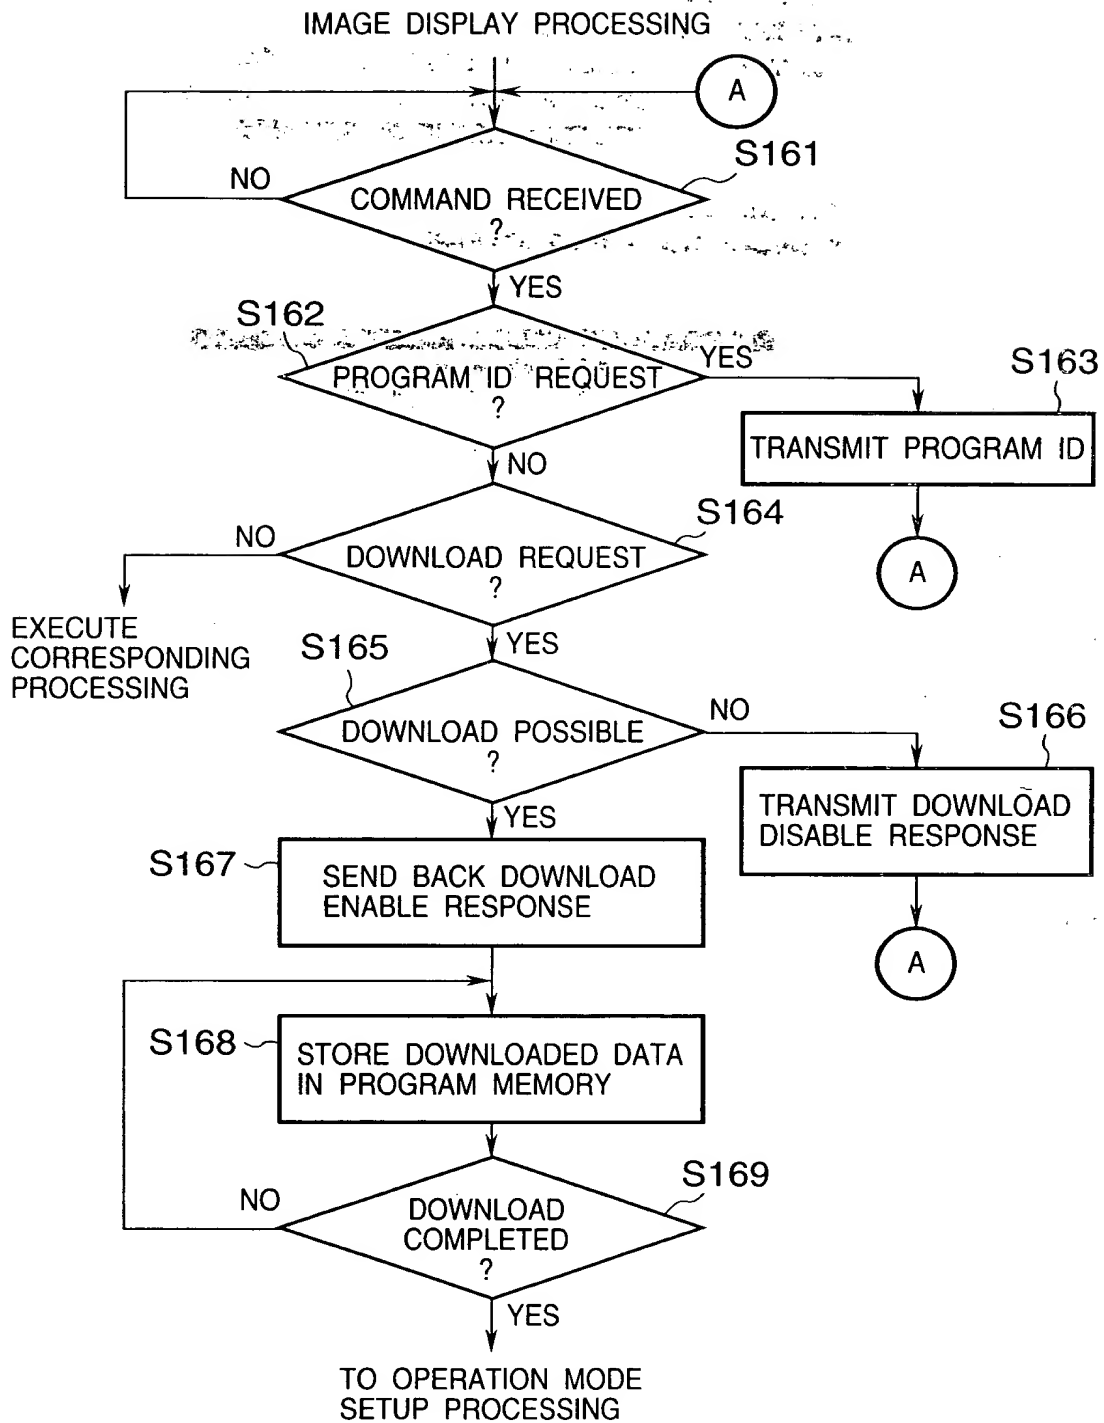 IMAGE DISPLAY PROCESSING
A
S161
NO
COMMAND RECEIVED
?
YES
S162
YES
PROGRAM ID REQUEST
?
S163
TRANSMIT PROGRAM ID
NO
S164
NO
DOWNLOAD REQUEST
?
A
EXECUTE
CORRESPONDING
PROCESSING
YES
S165
DOWNLOAD POSSIBLE
?
NO
S166
TRANSMIT DOWNLOAD
DISABLE RESPONSE
YES
S167
SEND BACK DOWNLOAD
ENABLE RESPONSE
A
S168
STORE DOWNLOADED DATA
IN PROGRAM MEMORY
S169
NO
DOWNLOAD
COMPLETED
?
YES
TO OPERATION MODE
SETUP PROCESSING